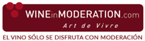 WINEinMODERATION.com
Art de Vivre
EL VINO SÓLO SE DISFRUTA CON MODERACIÓN